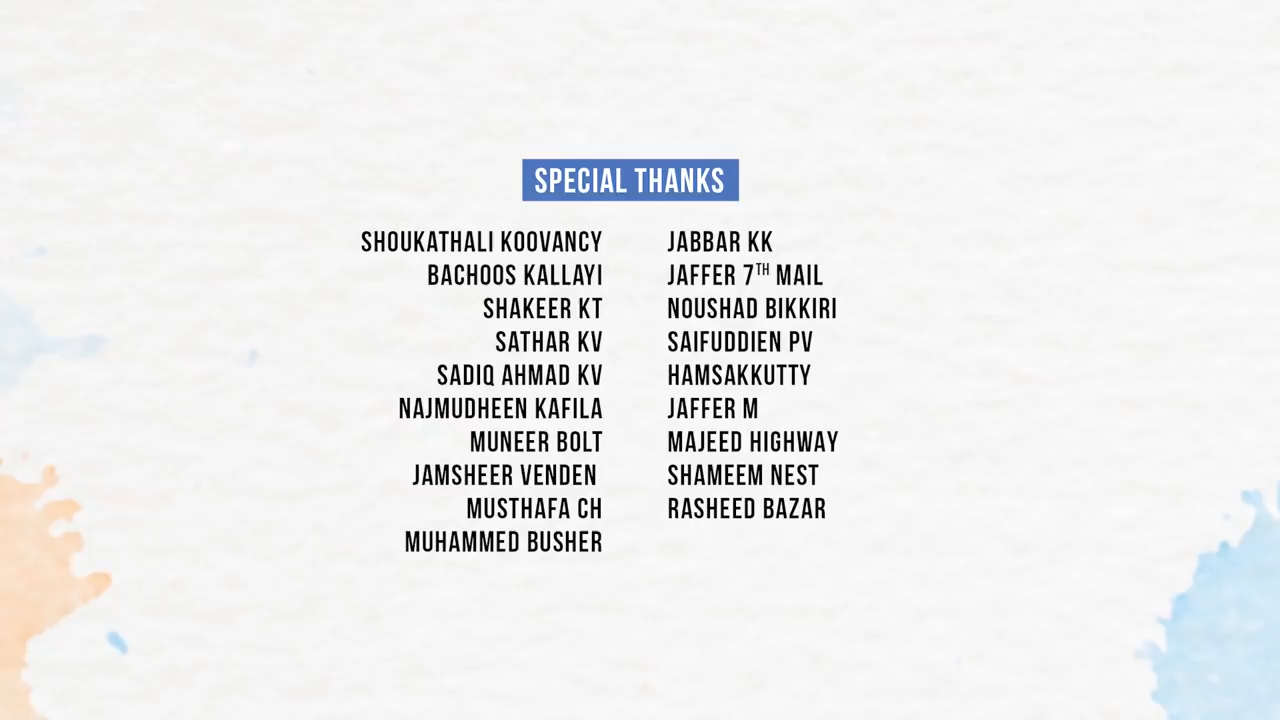 SPECIAL THANKS
SHOUKATHALI KOOVANCY
BACHOOS KALLAYI
SHAKEER KT
SATHAR KV
SADIQ AHMAD KV
NAJMUDHEEN KAFILA
MUNEER BOLT
JAMSHEER VENDEN
MUSTHAFA CH
MUHAMMED BUSHER
JABBAR KK
JAFFER 7TH MAIL
NOUSHAD BIKKIRI
SAIFUDDIEN PV
HAMSAKKUTTY
JAFFER M
MAJEED HIGHWAY
SHAMEEM NEST
RASHEED BAZAR